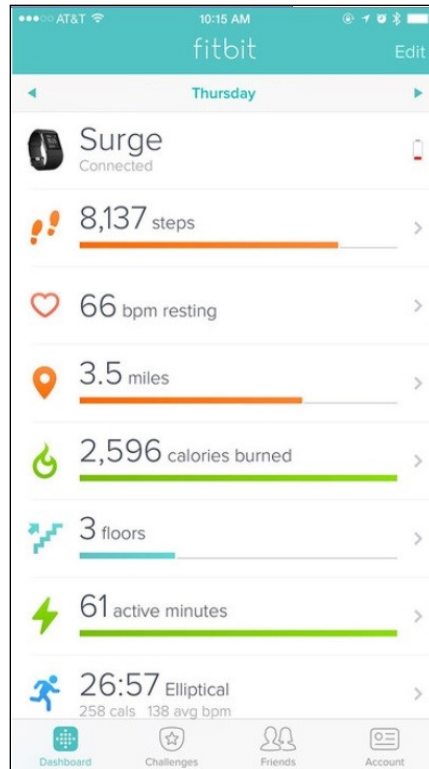 AT&T 10:15 AM
fitbit Edit
Thursday
Surge
Connected
8,137 steps
66 bpm resting
3.5 miles
2,596 calories burned
3 floors
61 active minutes
26:57 Elliptical
258 cals 138 avg bpm
Dashboard Challenges Friends Account